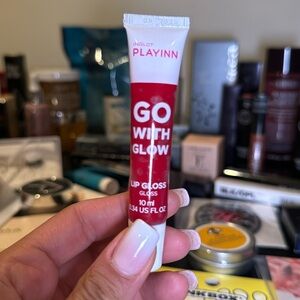 INGLOT
PLAYINN
GO
WITH
GLOW
LIP GLOSS
GLOSS
10 ml
0.34 US FL OZ